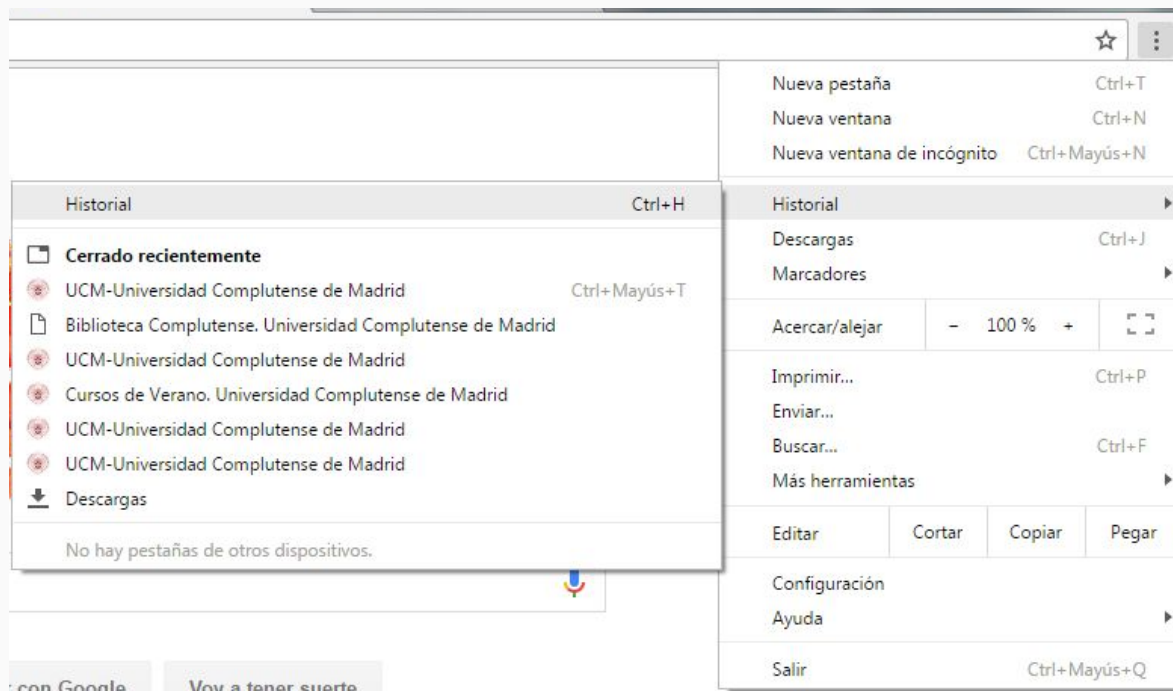 Nueva pestaña Ctrl+T
Nueva ventana Ctrl+N
Nueva ventana de incógnito Ctrl+Mayús+N
Historial
Descargas Ctrl+J
Marcadores
Acercar/alejar - 100 % +
Imprimir... Ctrl+P
Enviar...
Buscar... Ctrl+F
Más herramientas
Editar Cortar Copiar Pegar
Configuración
Ayuda
Salir Ctrl+Mayús+Q
Historial Ctrl+H
Cerrado recientemente
UCM-Universidad Complutense de Madrid Ctrl+Mayús+T
Biblioteca Complutense. Universidad Complutense de Madrid
UCM-Universidad Complutense de Madrid
Cursos de Verano. Universidad Complutense de Madrid
UCM-Universidad Complutense de Madrid
UCM-Universidad Complutense de Madrid
Descargas
No hay pestañas de otros dispositivos.
con Google Voy a tener suerte